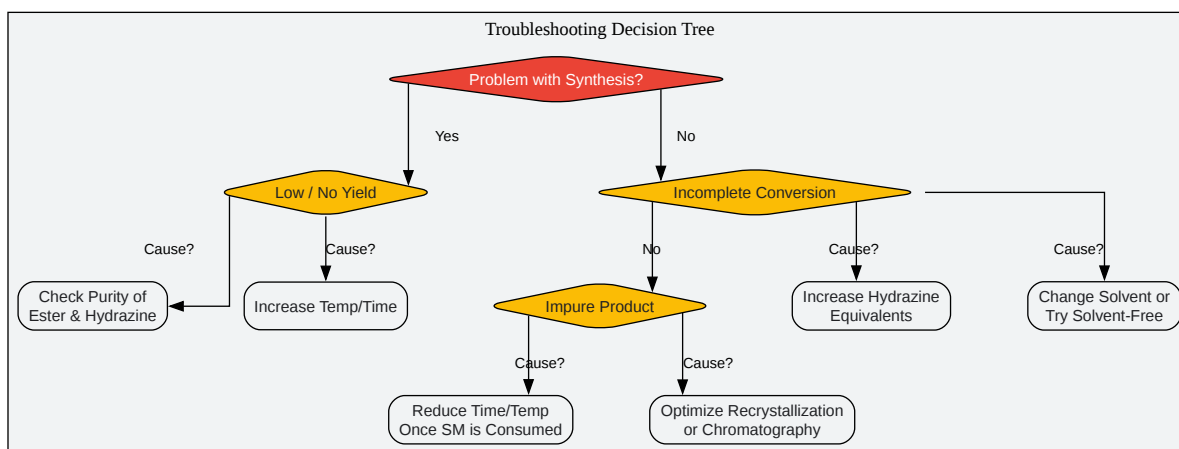 Troubleshooting Decision Tree
Problem with Synthesis?
Yes
No
Low / No Yield
Incomplete Conversion
Cause?
Cause?
No
Cause?
Cause?
Check Purity of
Ester & Hydrazine
Increase Temp/Time
Impure Product
Increase Hydrazine
Equivalents
Change Solvent or
Try Solvent-Free
Cause?
Cause?
Reduce Time/Temp
Once SM is Consumed
Optimize Recrystallization
or Chromatography